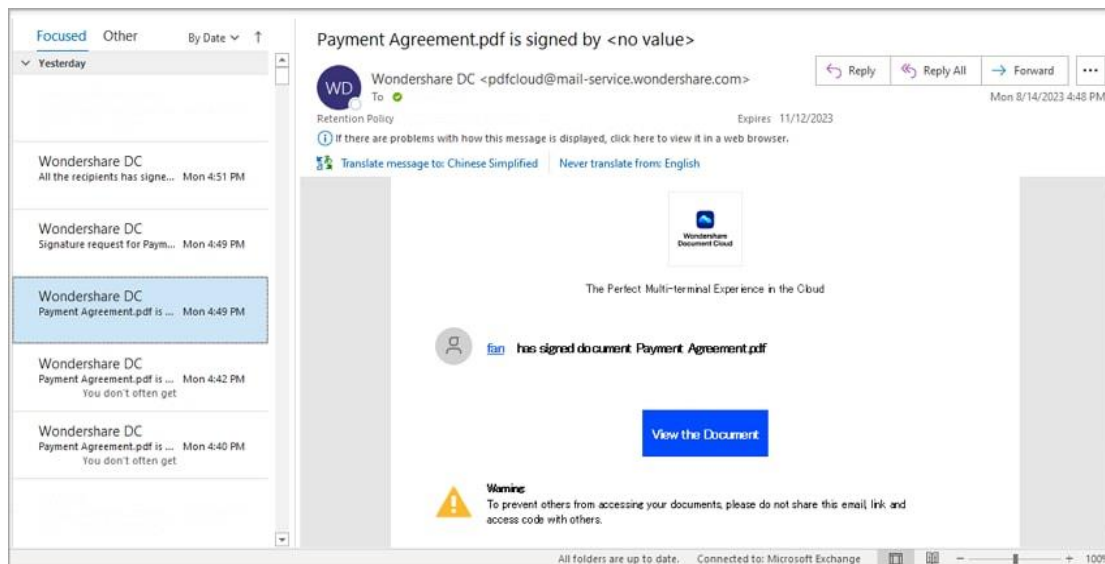 Focused Other By Date
Yesterday
Wondershare DC
All the recipients has signe... Mon 4:51 PM
Wondershare DC
Signature request for Paym... Mon 4:49 PM
Wondershare DC
Payment Agreement.pdf is ... Mon 4:49 PM
Wondershare DC
Payment Agreement.pdf is ... Mon 4:42 PM
You don't often get
Wondershare DC
Payment Agreement.pdf is ... Mon 4:40 PM
You don't often get
Payment Agreement.pdf is signed by <no value>
WD
Wondershare DC <pdfcloud@mail-service.wondershare.com>
To
Reply Reply All Forward ...
Mon 8/14/2023 4:48 PM
Retention Policy Expires 11/12/2023
If there are problems with how this message is displayed, click here to view it in a web browser.
Translate message to: Chinese Simplified Never translate from: English
Wondershare
Document Cloud
The Perfect Multi-terminal Experience in the Cloud
fan has signed document Payment Agreement.pdf
View the Document
Warning:
To prevent others from accessing your documents, please do not share this email, link and
access code with others.
All folders are up to date. Connected to: Microsoft Exchange 100%